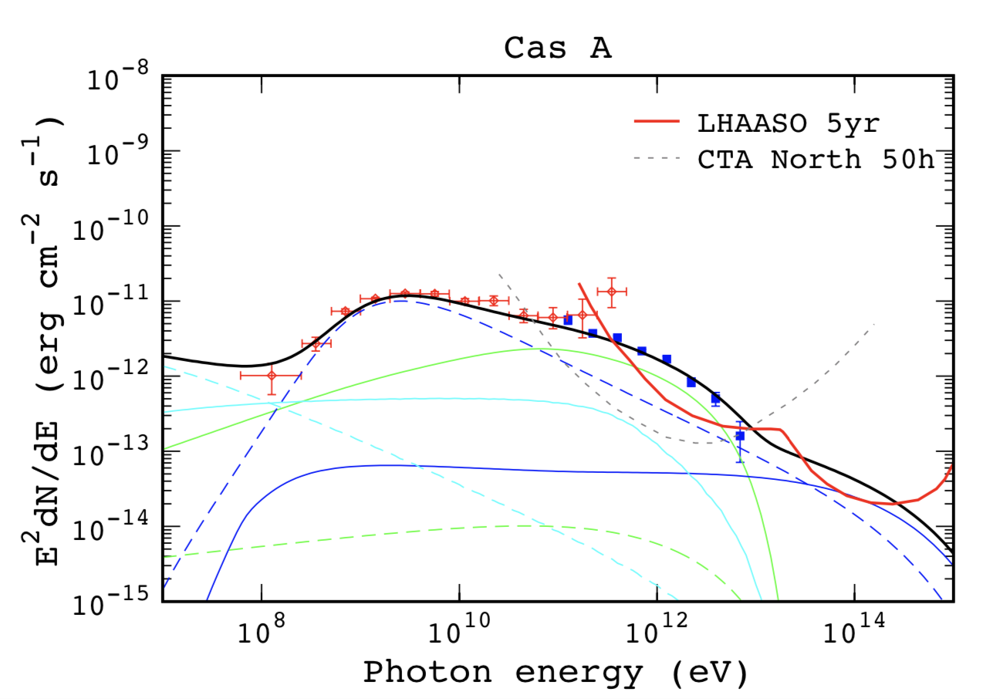 Cas A
10^-8
10^-9
10^-10
10^-11
10^-12
10^-13
10^-14
10^-15
E^2dN/dE (erg cm^-2 s^-1)
LHAASO 5yr
CTA North 50h
10^8
10^10
10^12
10^14
Photon energy (eV)